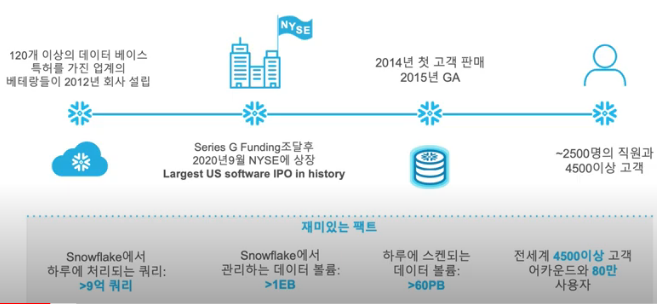 120개 이상의 데이터 베이스
특허를 가진 업계의
베테랑들이 2012년 회사 설립
NYSE
Series G Funding조달후
2020년9월 NYSE에 상장
Largest US software IPO in history
2014년 첫 고객 판매
2015년 GA
~2500명의 직원과
4500이상 고객
재미있는 팩트
Snowflake에서
하루에 처리되는 쿼리:
>9억 쿼리
Snowflake에서
관리하는 데이터 볼륨:
>1EB
하루에 스켄되는
데이터 볼륨:
>60PB
전세계 4500이상 고객
어카운드와 80만
사용자